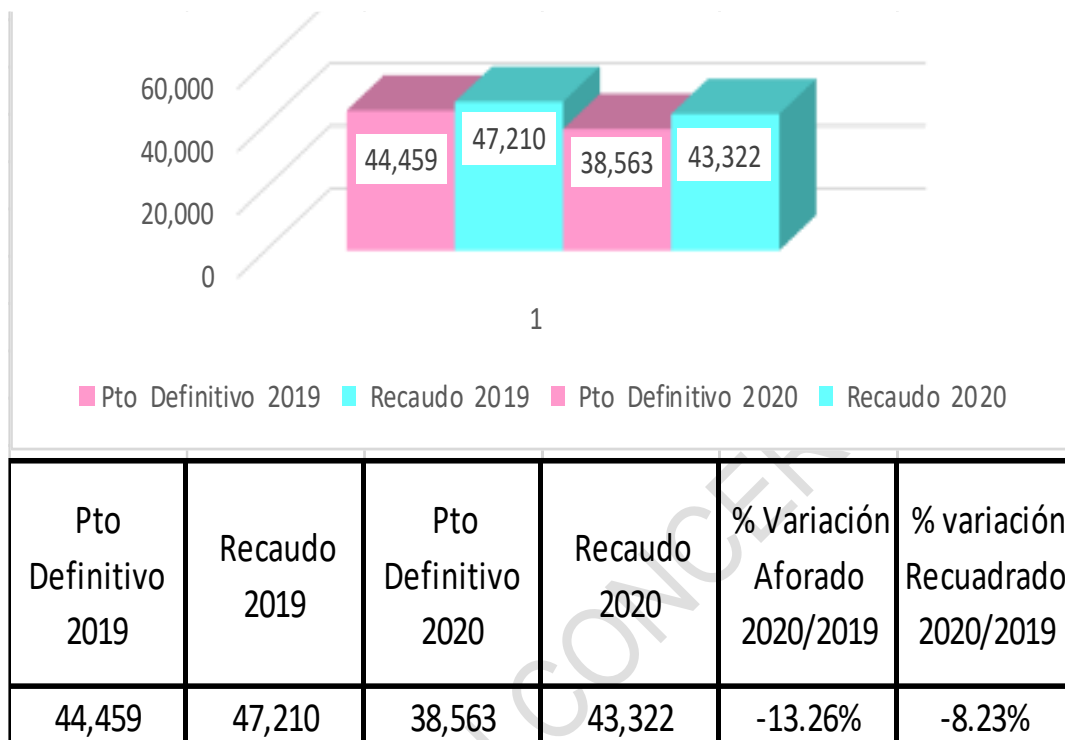 60,000
40,000
20,000
0
44,459
47,210
38,563
43,322
1
Pto Definitivo 2019 Recaudo 2019 Pto Definitivo 2020 Recaudo 2020
Pto Definitivo 2019
Recaudo 2019
Pto Definitivo 2020
Recaudo 2020
% Variación Aforado 2020/2019
% variación Recuadrado 2020/2019
44,459 47,210 38,563 43,322 -13.26% -8.23%